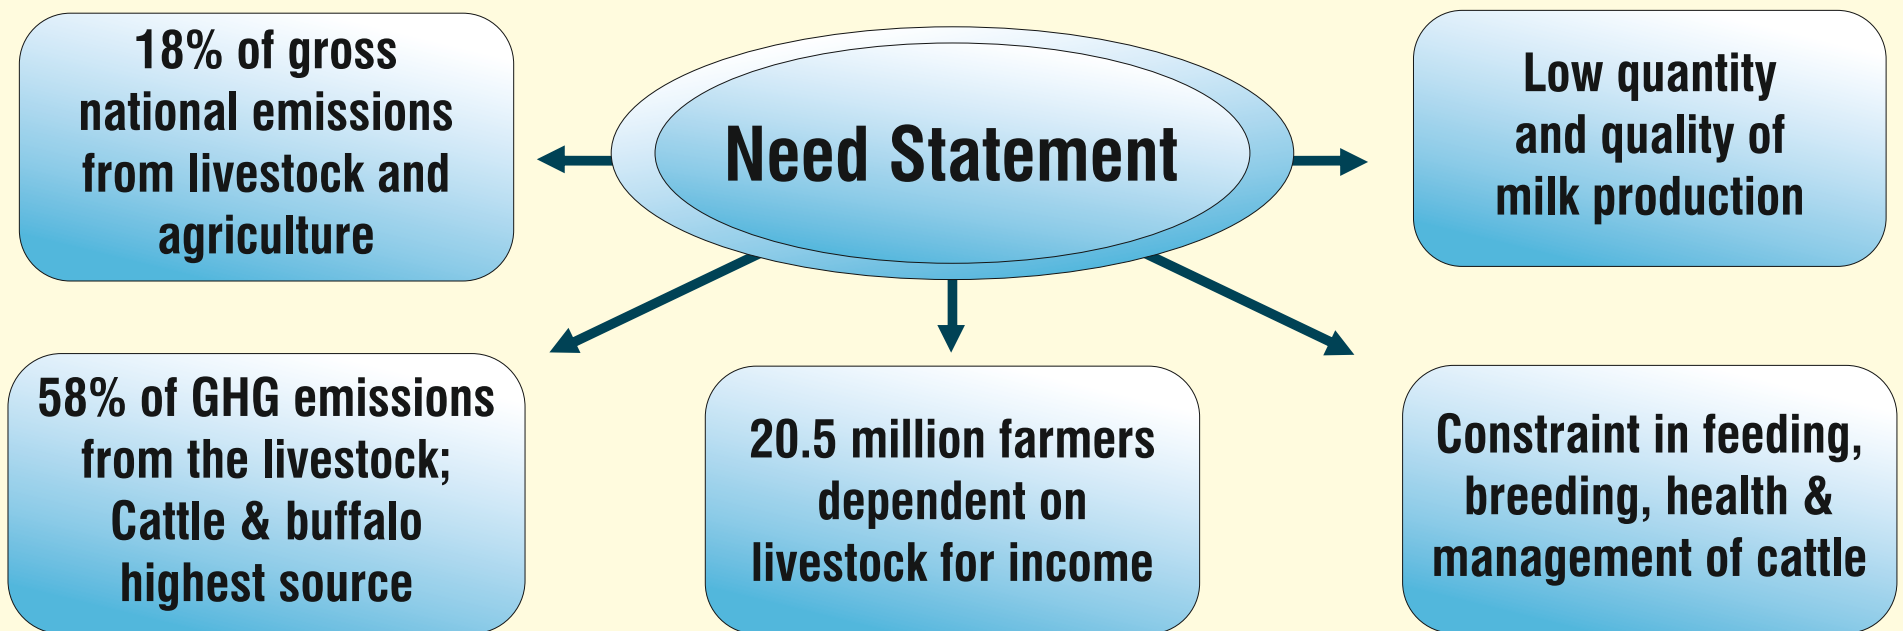 18% of gross
national emissions
from livestock and
agriculture
Need Statement
Low quantity
and quality of
milk production
58% of GHG emissions
from the livestock;
Cattle & buffalo
highest source
20.5 million farmers
dependent on
livestock for income
Constraint in feeding,
breeding, health &
management of cattle